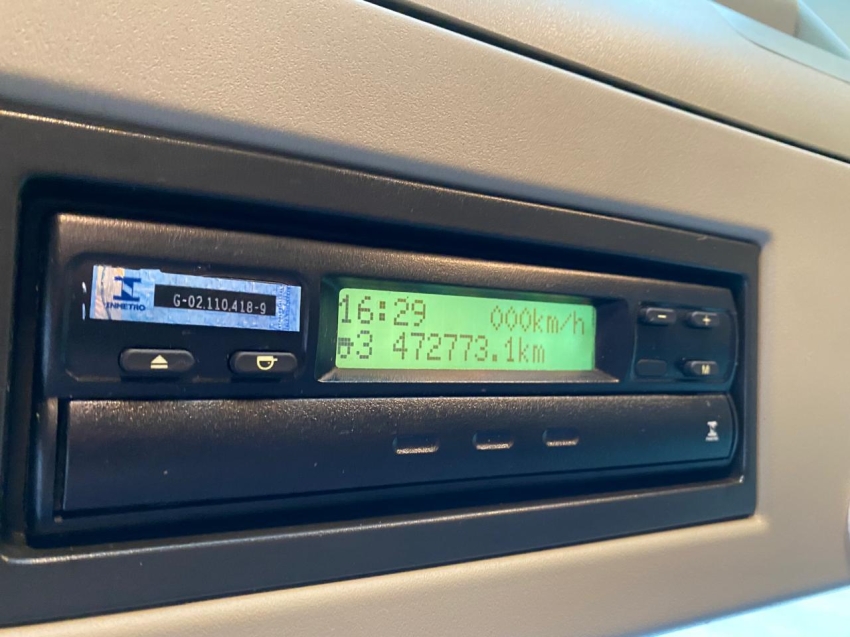 INMETRO
G-02.110.418-9
16:29 000km/h
3 472773.1km
- +
M